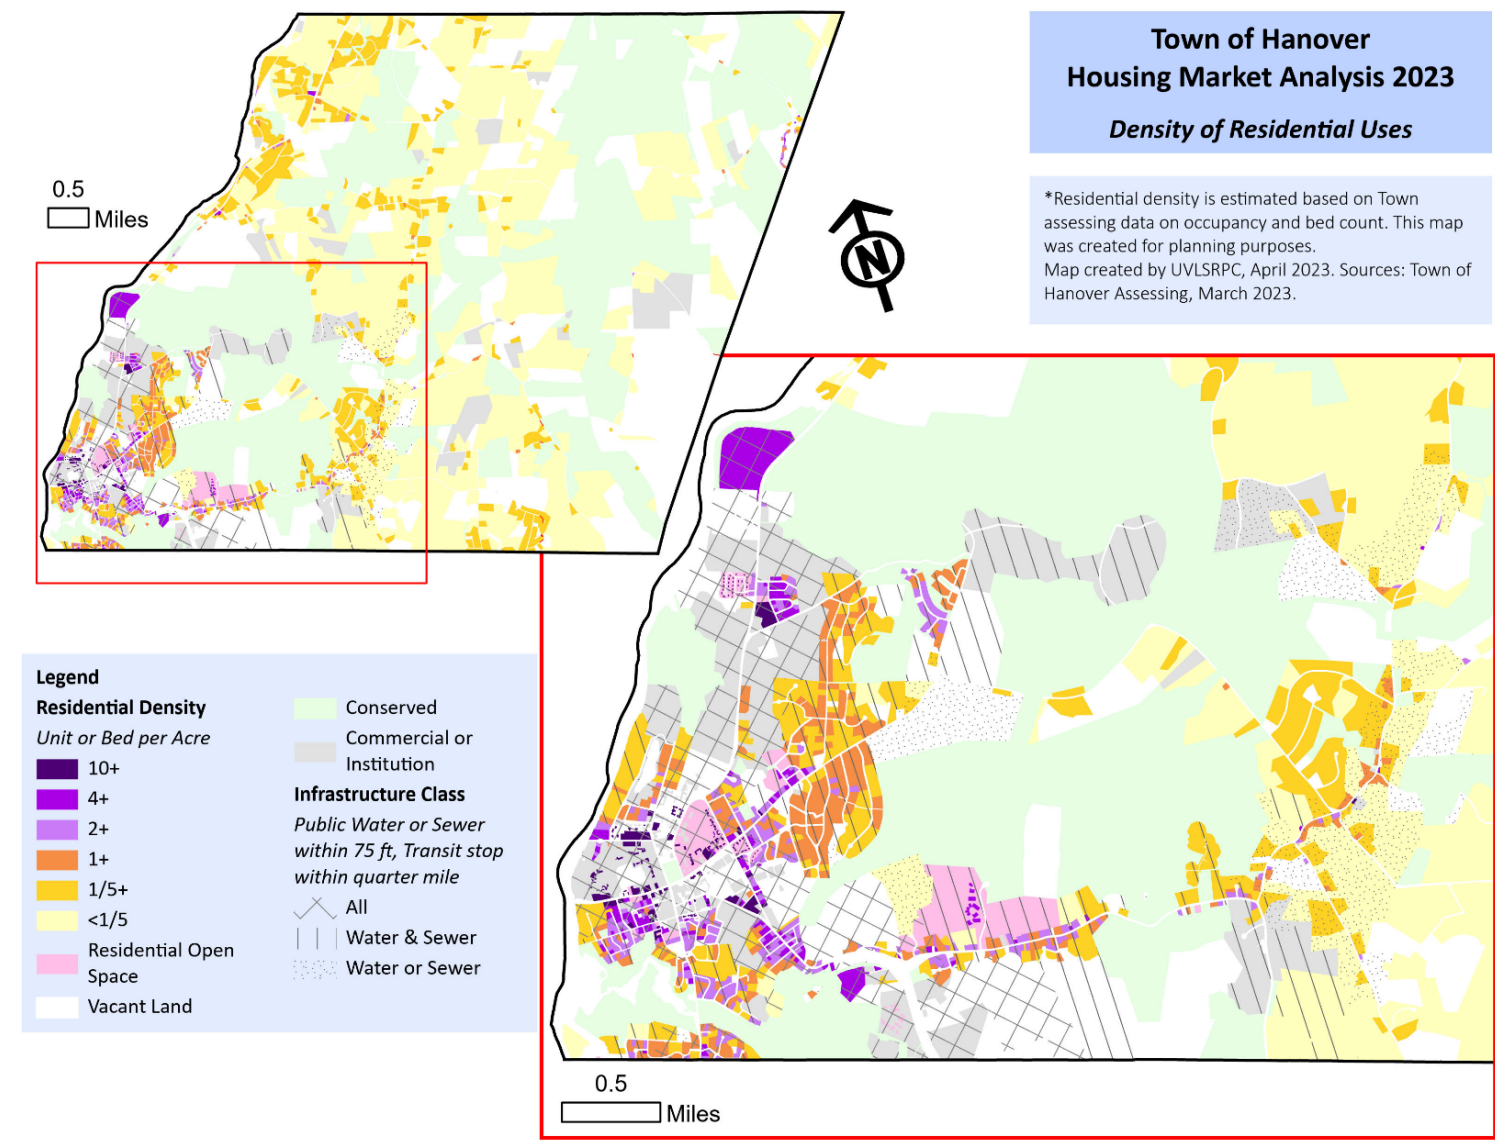 Town of Hanover
Housing Market Analysis 2023
Density of Residential Uses
*Residential density is estimated based on Town
assessing data on occupancy and bed count. This map
was created for planning purposes.
Map created by UVLSRPC, April 2023. Sources: Town of
Hanover Assessing, March 2023.
0.5
Miles
N
Legend
Residential Density
Unit or Bed per Acre
10+
4+
2+
1+
1/5+
<1/5
Residential Open
Space
Vacant Land
Conserved
Commercial or
Institution
Infrastructure Class
Public Water or Sewer
within 75 ft, Transit stop
within quarter mile
All
Water & Sewer
Water or Sewer
0.5
Miles